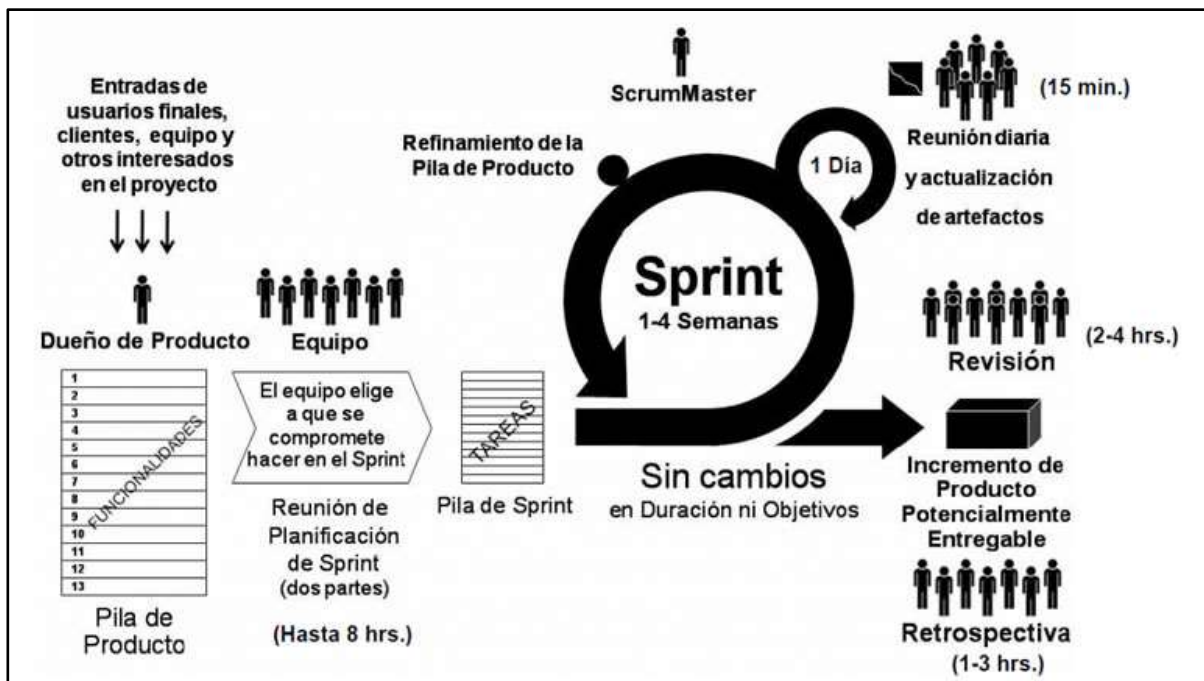 Entradas de
usuarios finales,
clientes, equipo y
otros interesados
en el proyecto
Dueño de Producto
1
2
3
4
5
6
7
8
9
10
11
12
13
FUNCIONALIDADES
Pila de
Producto
Equipo
El equipo elige
a que se
compromete
hacer en el Sprint
Reunión de
Planificación
de Sprint
(dos partes)
(Hasta 8 hrs.)
TAREAS
Pila de Sprint
ScrumMaster
Refinamiento de la
Pila de Producto
1 Día
Sprint
1-4 Semanas
Sin cambios
en Duración ni Objetivos
(15 min.)
Reunión diaria
y actualización
de artefactos
(2-4 hrs.)
Revisión
Incremento de
Producto
Potencialmente
Entregable
Retrospectiva
(1-3 hrs.)